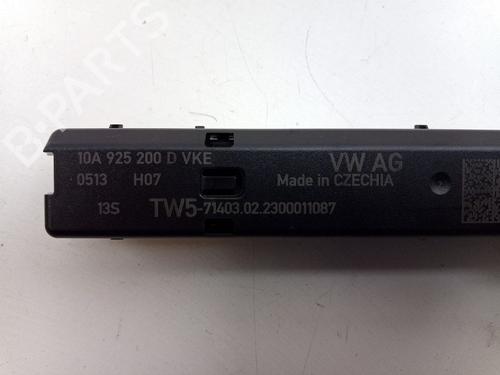 B-PARTS
10A 925 200 D VKE
VW AG
0513 H07
Made in CZECHIA
13S
TW5-71403.02.2300011087